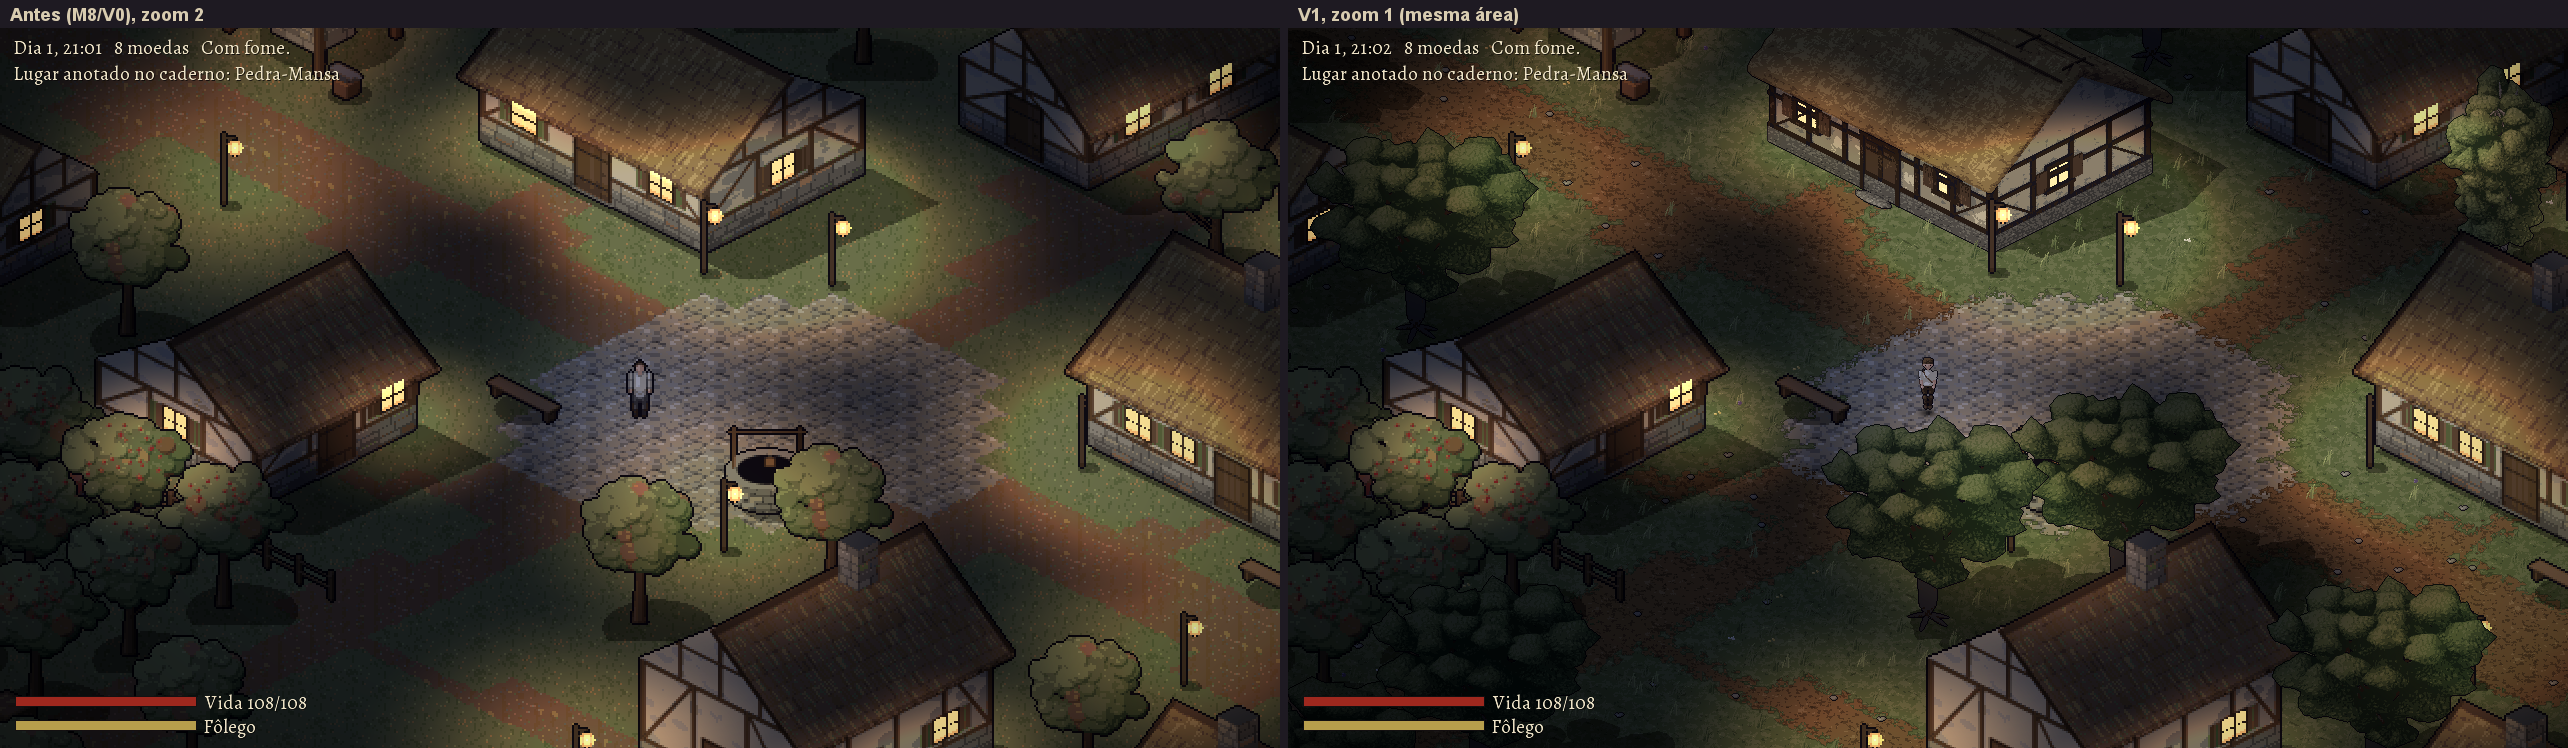 Antes (M8/V0), zoom 2
Dia 1, 21:01 8 moedas Com fome.
Lugar anotado no caderno: Pedra-Mansa
Vida 108/108
Fôlego
V1, zoom 1 (mesma área)
Dia 1, 21:02 8 moedas Com fome.
Lugar anotado no caderno: Pedra-Mansa
Vida 108/108
Fôlego